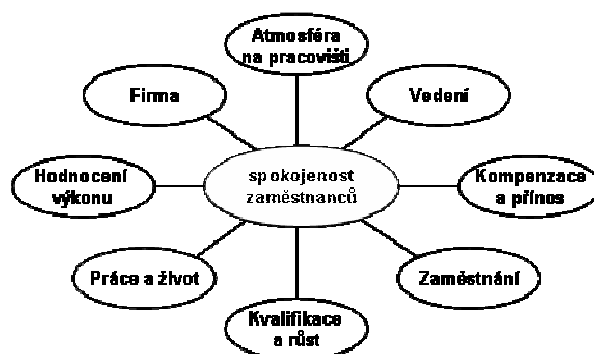 Atmosféra
na pracovišti
Firma
Vedení
spokojenost
zaměstnanců
Hodnocení
výkonu
Kompenzace
a přínos
Práce a život
Zaměstnání
Kvalifikace
a růst